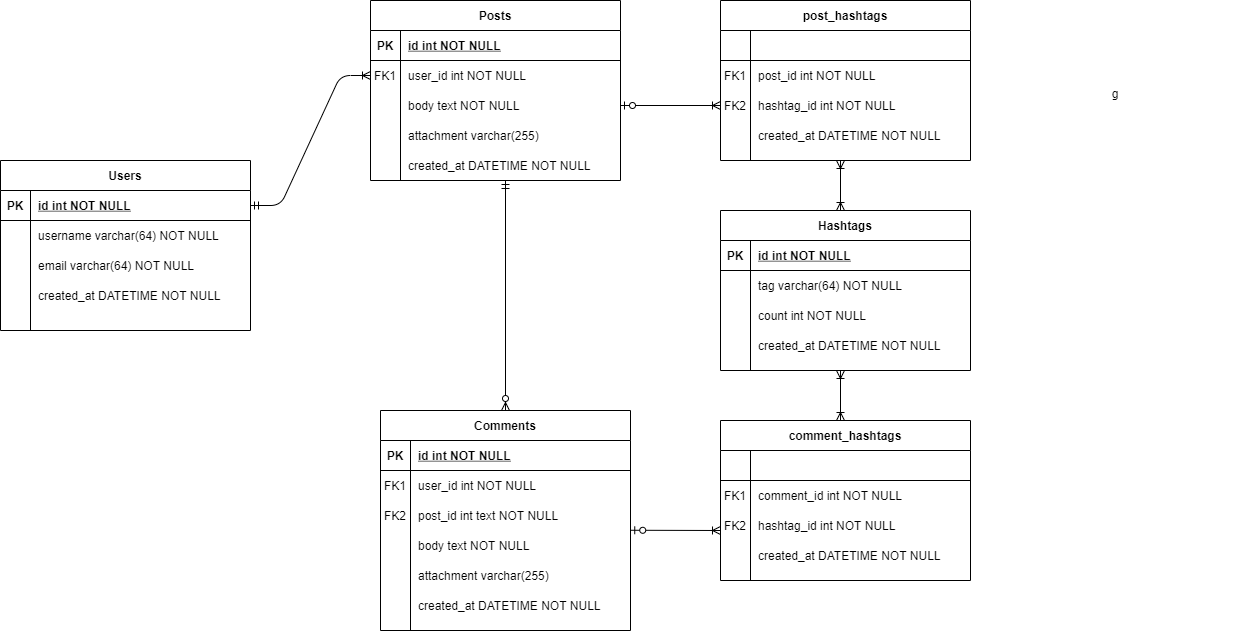 Posts
PK id int NOT NULL
FK1 user_id int NOT NULL
body text NOT NULL
attachment varchar(255)
created_at DATETIME NOT NULL
post_hashtags
FK1 post_id int NOT NULL
FK2 hashtag_id int NOT NULL
created_at DATETIME NOT NULL
g
Users
PK id int NOT NULL
username varchar(64) NOT NULL
email varchar(64) NOT NULL
created_at DATETIME NOT NULL
Hashtags
PK id int NOT NULL
tag varchar(64) NOT NULL
count int NOT NULL
created_at DATETIME NOT NULL
Comments
PK id int NOT NULL
FK1 user_id int NOT NULL
FK2 post_id int text NOT NULL
body text NOT NULL
attachment varchar(255)
created_at DATETIME NOT NULL
comment_hashtags
FK1 comment_id int NOT NULL
FK2 hashtag_id int NOT NULL
created_at DATETIME NOT NULL